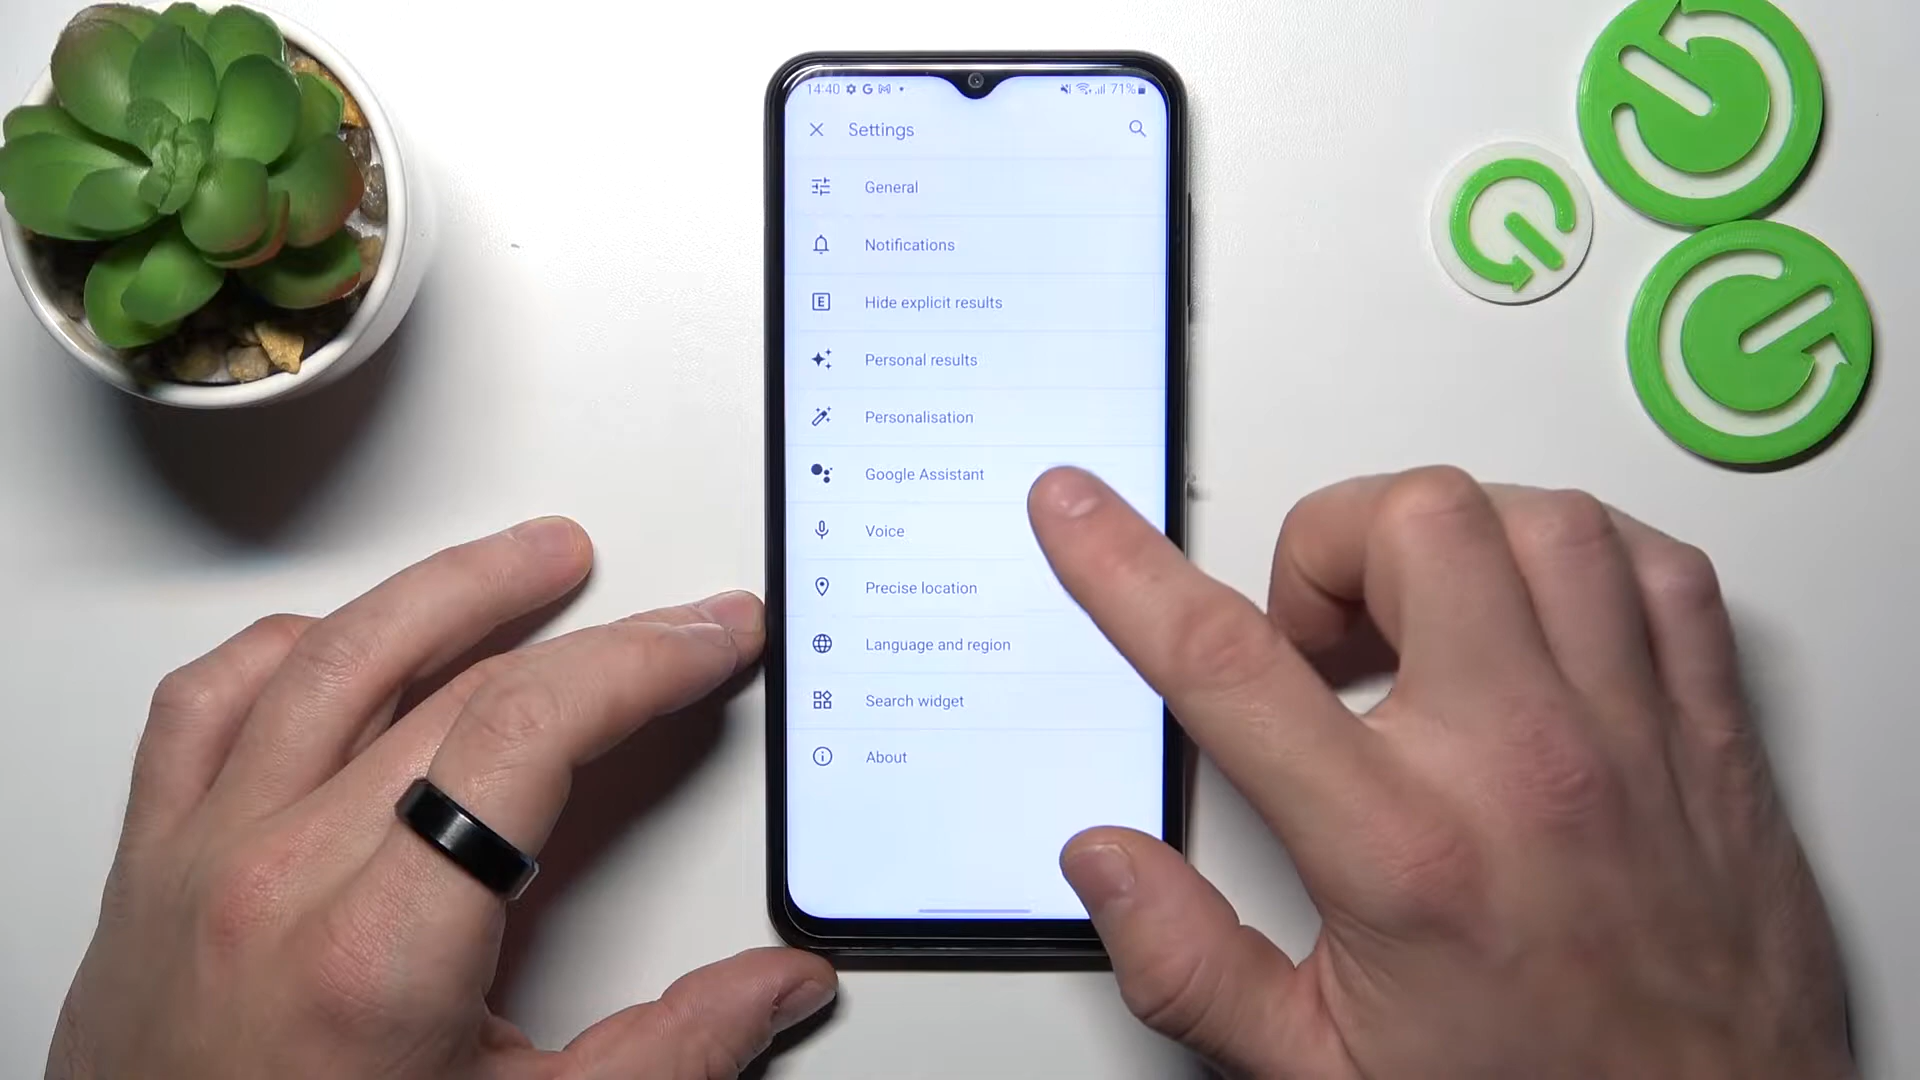 14:40 G 71%
Settings
General
Notifications
E Hide explicit results
Personal results
Personalisation
Google Assistant
Voice
Precise location
Language and region
Search widget
About